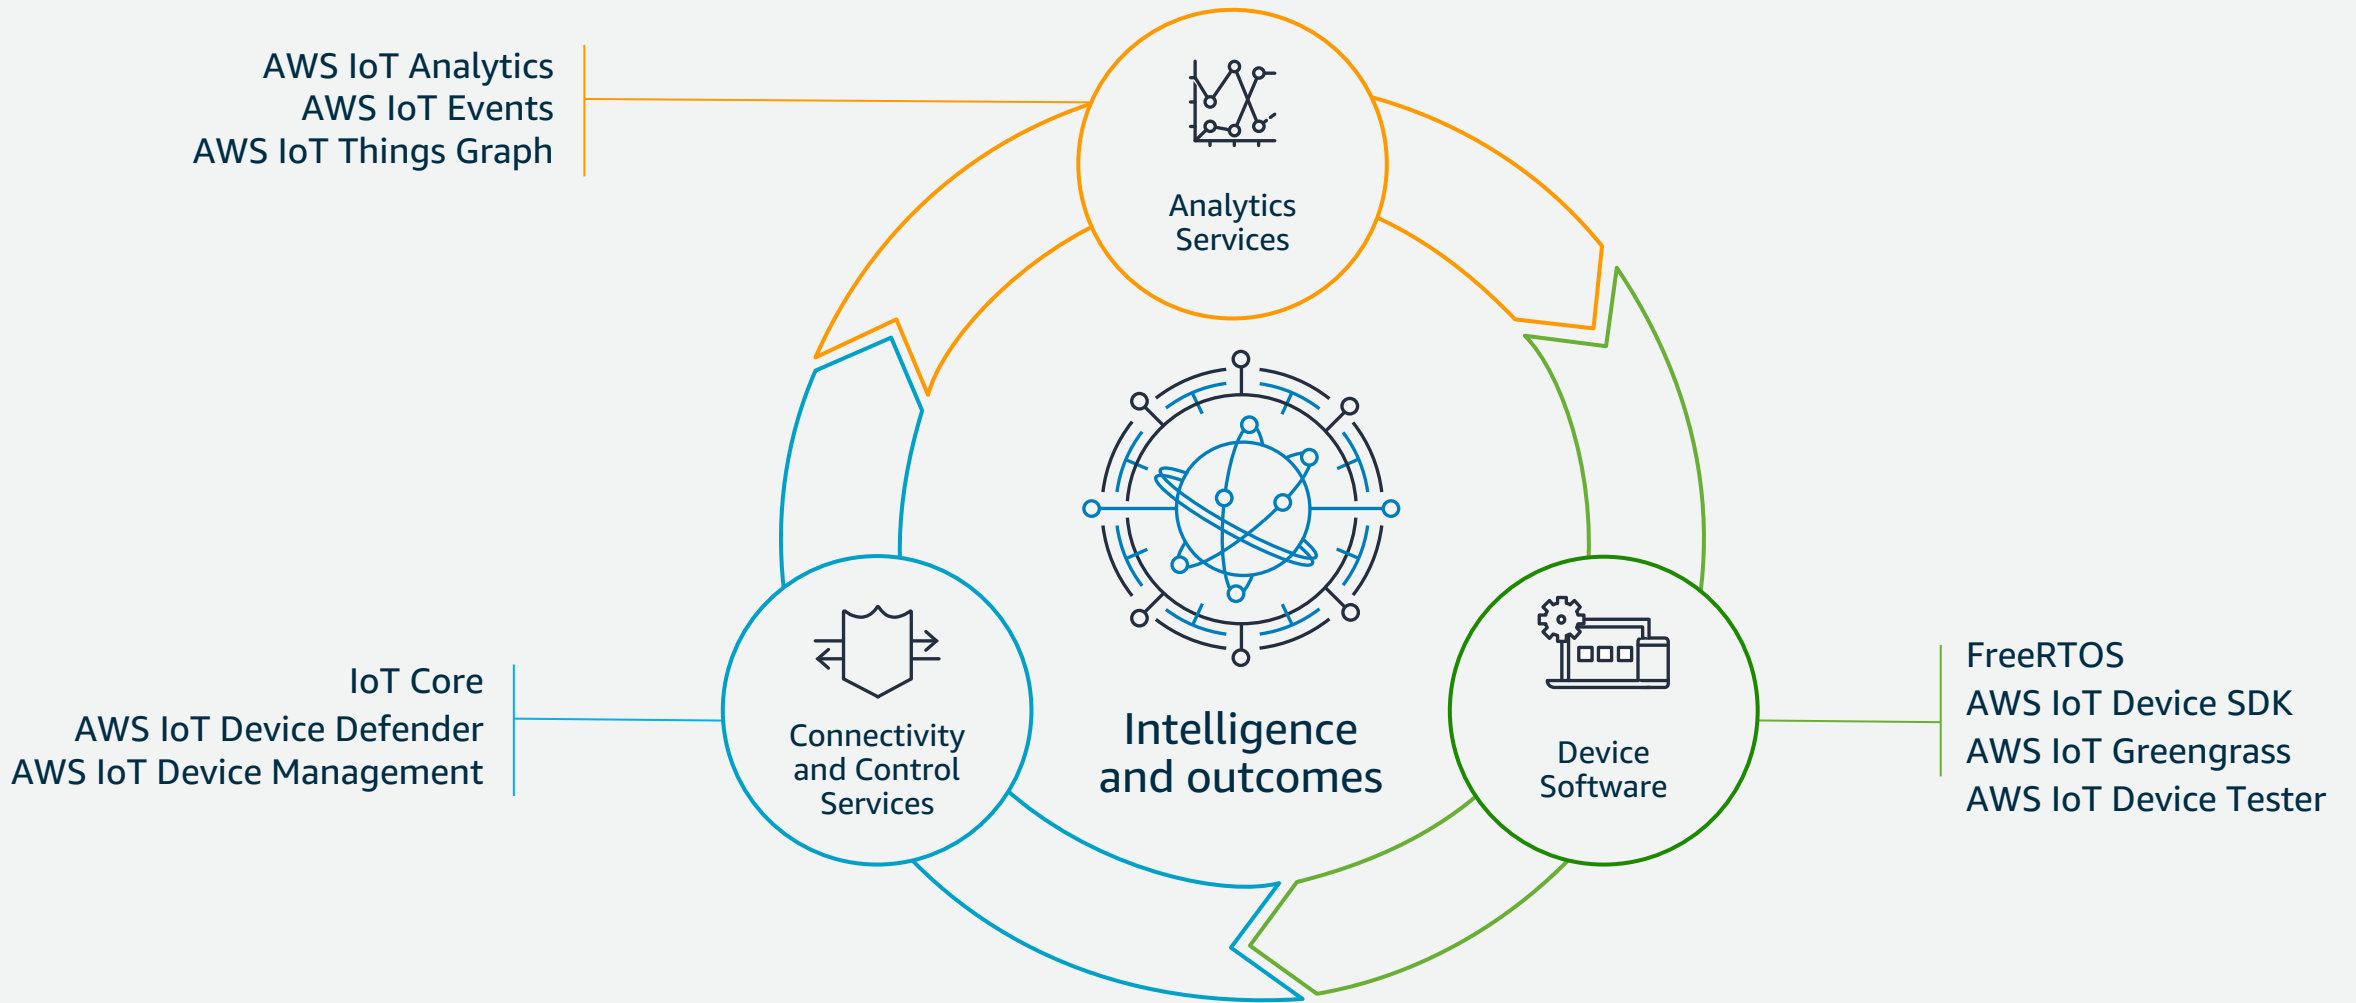 AWS IoT Analytics
AWS IoT Events
AWS IoT Things Graph
Analytics
Services
IoT Core
AWS IoT Device Defender
AWS IoT Device Management
Connectivity
and Control
Services
Intelligence
and outcomes
Device
Software
FreeRTOS
AWS IoT Device SDK
AWS IoT Greengrass
AWS IoT Device Tester